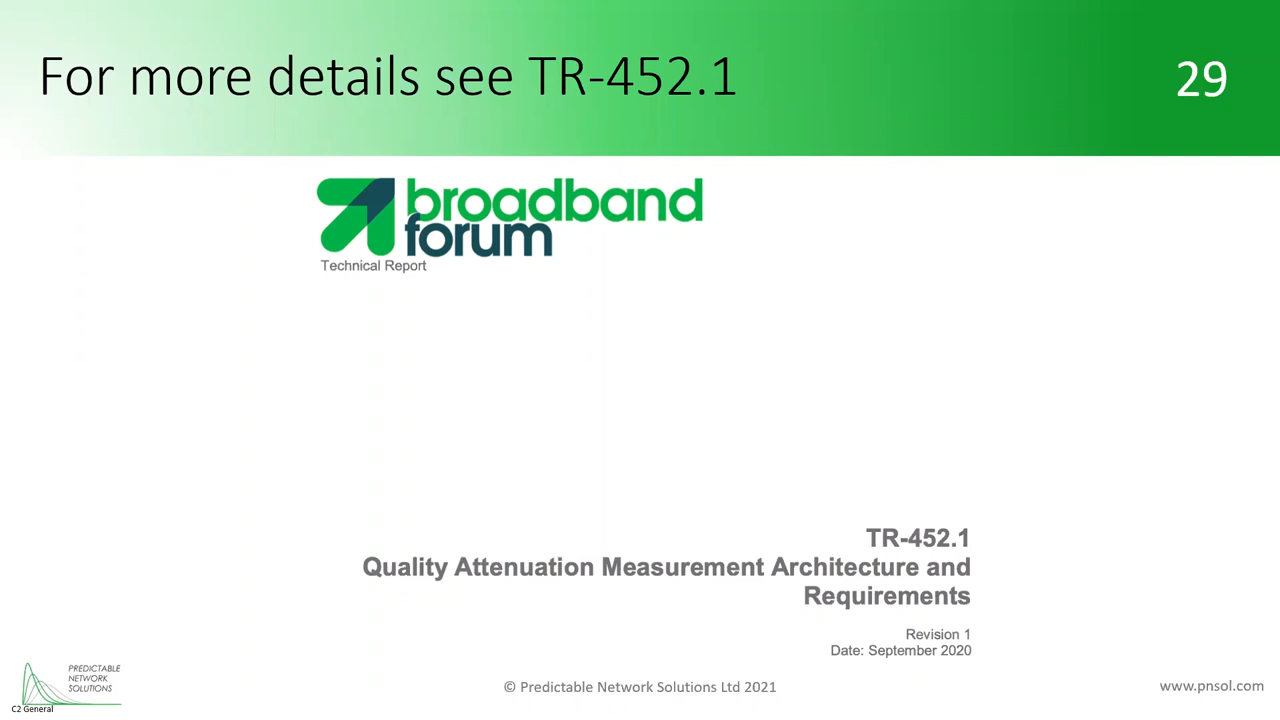 For more details see TR-452.1
29
broadband
forum
Technical Report
TR-452.1
Quality Attenuation Measurement Architecture and
Requirements
Revision 1
Date: September 2020
PREDICTABLE
NETWORK
SOLUTIONS
C2 General
© Predictable Network Solutions Ltd 2021
www.pnsol.com